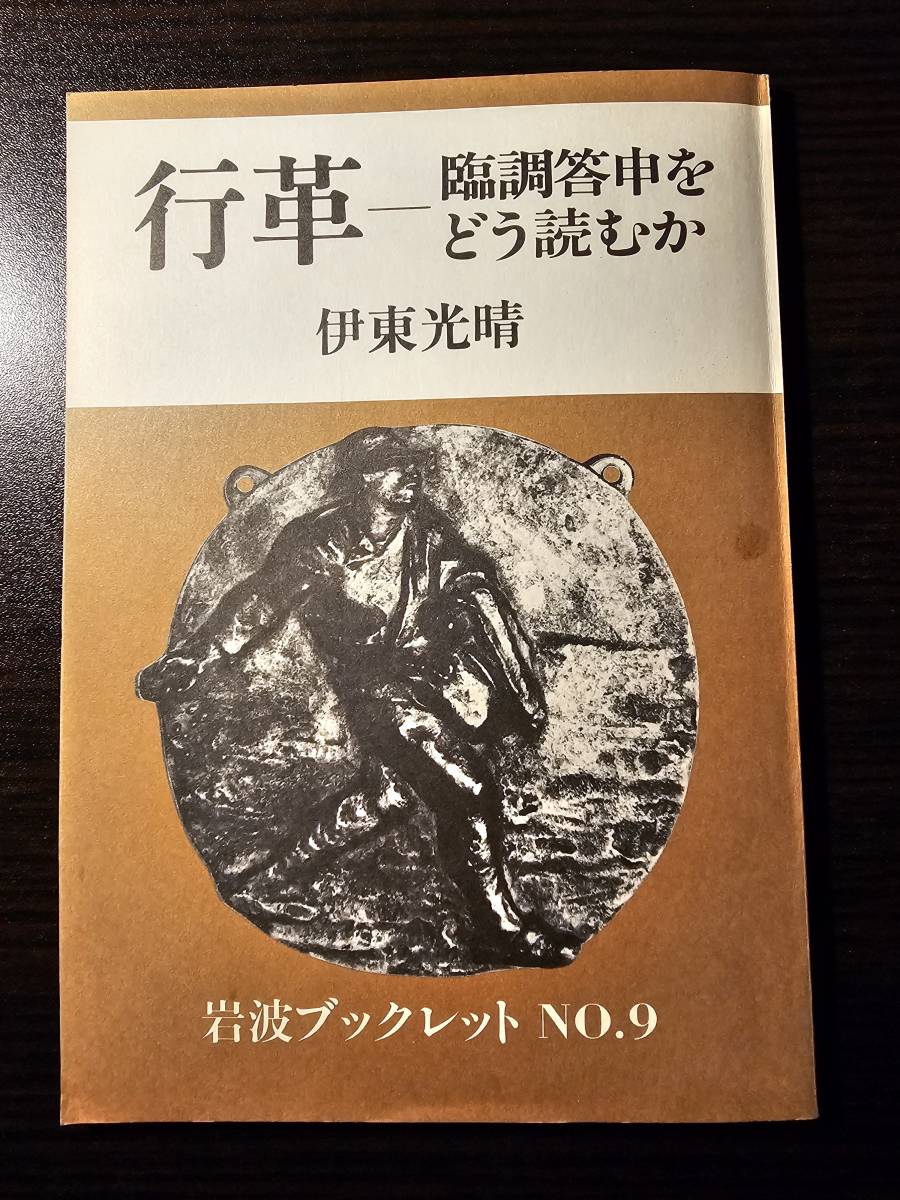 行革―臨調答申を
どう読むか
伊東光晴
岩波ブックレット NO.9